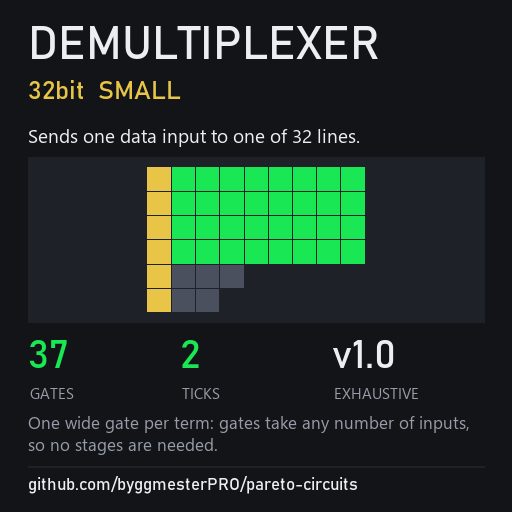 DEMULTIPLEXER
32bit SMALL
Sends one data input to one of 32 lines.
37 2 v1.0
GATES TICKS EXHAUSTIVE
One wide gate per term: gates take any number of inputs,
so no stages are needed.
github.com/byggmesterPRO/pareto-circuits